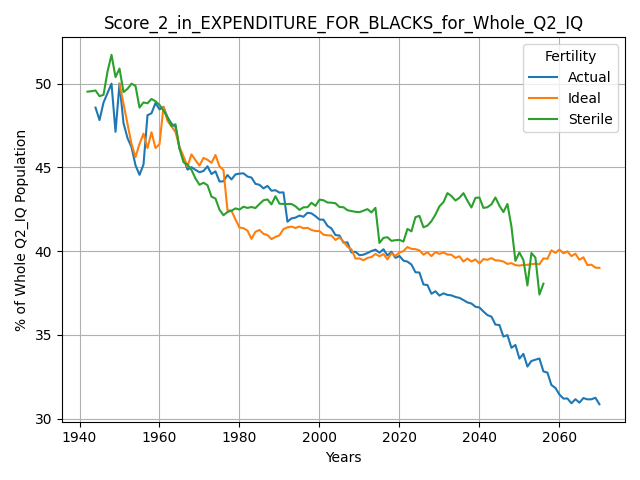 Score_2_in_EXPENDITURE_FOR_BLACKS_for_Whole_Q2_IQ
Fertility
Actual
Ideal
Sterile
% of Whole Q2_IQ Population
50
45
40
35
30
1940 1960 1980 2000 2020 2040 2060
Years